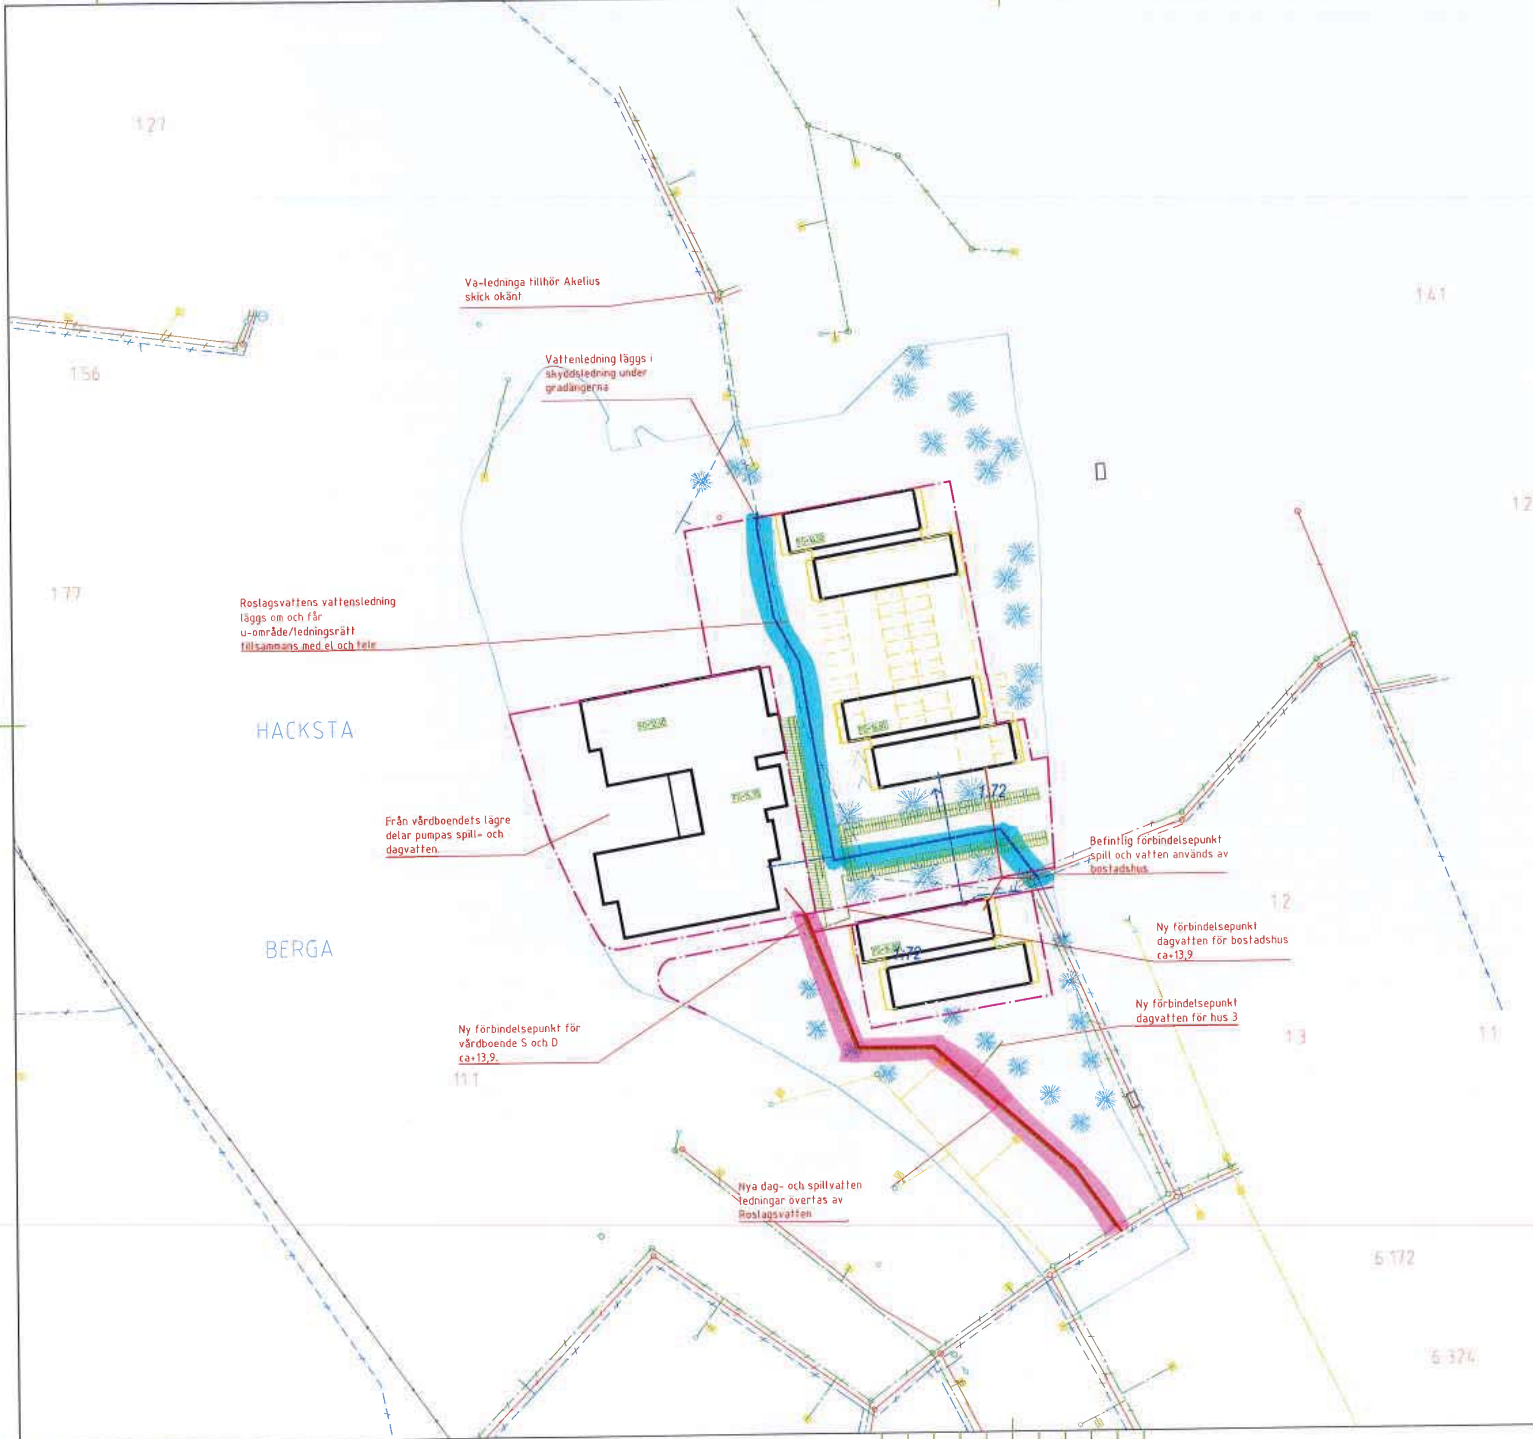 1:27
Va-ledninga tillhör Akelius
skick okänt
1:41
Vattenledning läggs i
skyddsledning under
gradängerna
1:56
1:2
1:77
Roslagsvattens vattensledning
läggs om och får
u-område/ledningsrätt
tillsammans med el och tele
HACKSTA
1:72
Från vårdboendets lägre
delar pumpas spill- och
dagvatten.
Befintlig förbindelsepunkt
spill och vatten används av
bostadshus
1:2
BERGA
1:72
Ny förbindelsepunkt
dagvatten för bostadshus
ca+13,9
Ny förbindelsepunkt
dagvatten för hus 3
Ny förbindelsepunkt för
vårdboende S och D
ca+13,9.
1:3
1:1
11:1
Nya dag- och spillvatten
ledningar övertas av
Roslagsvatten
6:172
6:324